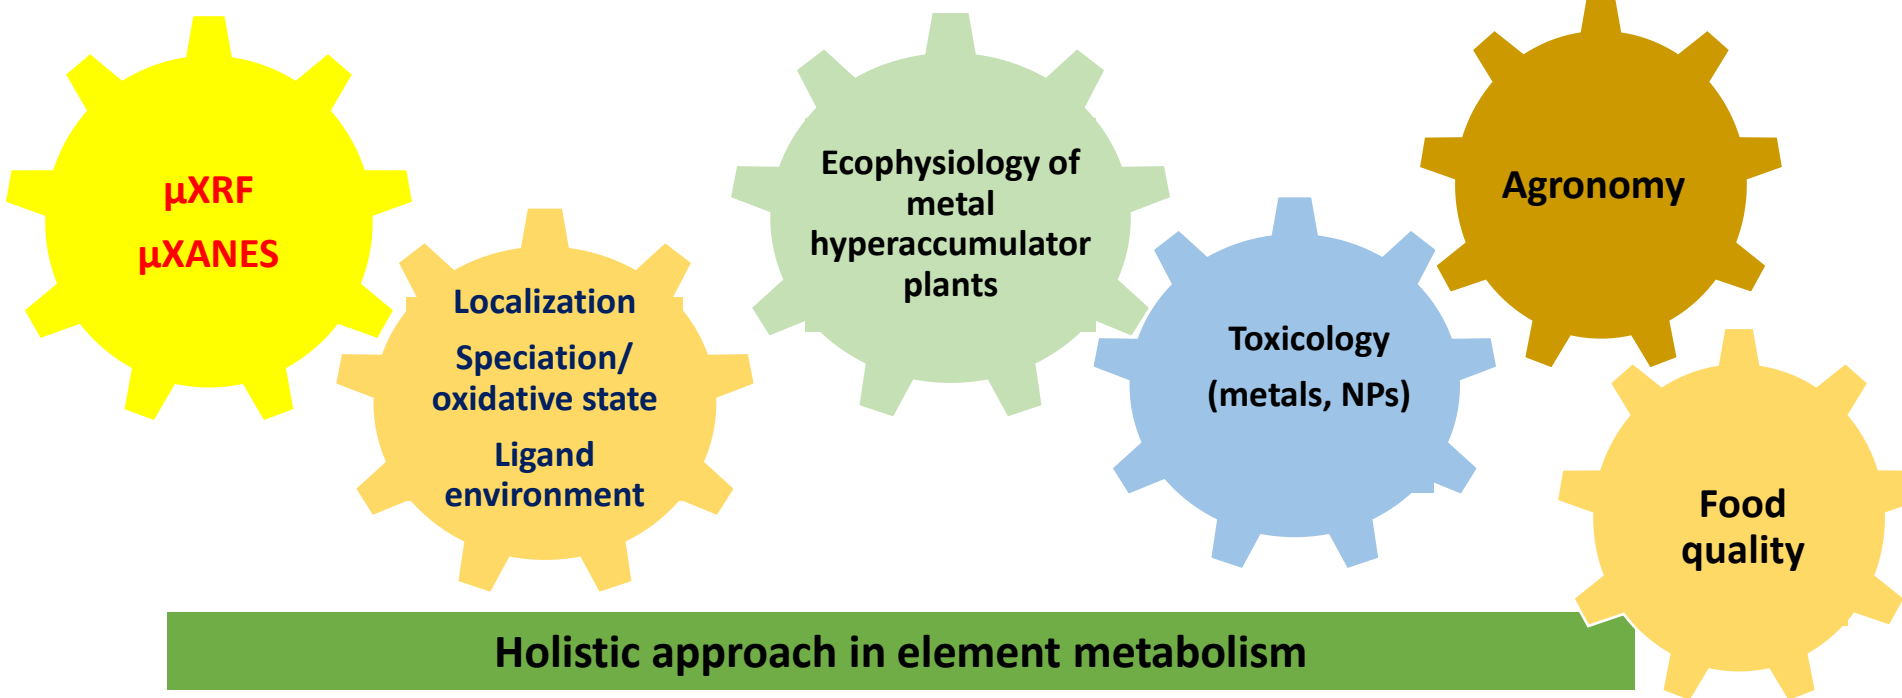 µXRF
µXANES
Localization
Speciation/
oxidative state
Ligand
environment
Ecophysiology of
metal
hyperaccumulator
plants
Toxicology
(metals, NPs)
Agronomy
Food
quality
Holistic approach in element metabolism